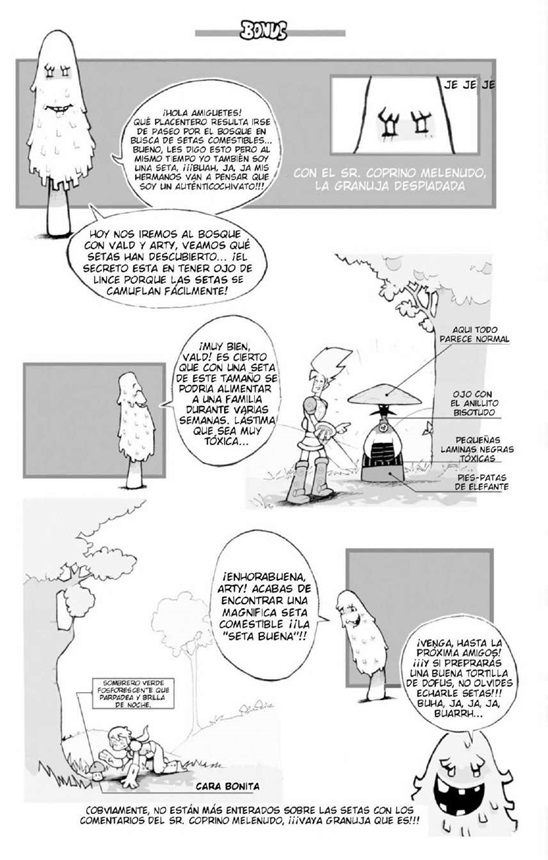 BONUS
JE JE JE
¡HOLA AMIGUETES!
QUÉ PLACENTERO RESULTA IRSE
DE PASEO POR EL BOSQUE EN
BUSCA DE SETAS COMESTIBLES...
BUENO, LES DIGO ESTO PERO AL
MISMO TIEMPO YO TAMBIÉN SOY
UNA SETA, ¡¡¡BUAH, JA, JA MIS
HERMANOS VAN A PENSAR QUE
SOY UN AUTÉNTICOCHIVATO!!!
CON EL SR. COPRINO MELENUDO,
LA GRANUJA DESPIADADA
HOY NOS IREMOS AL BOSQUE
CON VALD Y ARTY, VEAMOS QUÉ
SETAS HAN DESCUBIERTO... ¡EL
SECRETO ESTA EN TENER OJO DE
LINCE PORQUE LAS SETAS SE
CAMUFLAN FÁCILMENTE!
¡MUY BIEN,
VALD! ES CIERTO
QUE CON UNA SETA
DE ESTE TAMAÑO SE
PODRÍA ALIMENTAR
A UNA FAMILIA
DURANTE VARIAS
SEMANAS. LÁSTIMA
QUE SEA MUY
TÓXICA...
AQUI TODO
PARECE NORMAL
OJO CON
EL ANILLITO
BISOTUDO
PEQUEÑAS
LAMINAS NEGRAS
TÓXICAS
PIES-PATAS
DE ELEFANTE
¡ENHORABUENA,
ARTY! ACABAS DE
ENCONTRAR UNA
MAGNÍFICA SETA
COMESTIBLE ¡¡LA
"SETA BUENA"!!
SOMBRERO VERDE
FOSFORESCENTE QUE
PARPADEA Y BRILLA
DE NOCHE.
CARA BONITA
¡VENGA, HASTA LA
PRÓXIMA AMIGOS!
¡¡¡Y SI PREPARÁRAS
UNA BUENA TORTILLA
DE DOFUS, NO OLVIDES
ECHARLE SETAS!!!
BUHA, JA, JA, JA,
BUARRH...
(OBVIAMENTE, NO ESTÁN MÁS ENTERADOS SOBRE LAS SETAS CON LOS
COMENTARIOS DEL SR. COPRINO MELENUDO, ¡¡¡VAYA GRANUJA QUE ES!!!